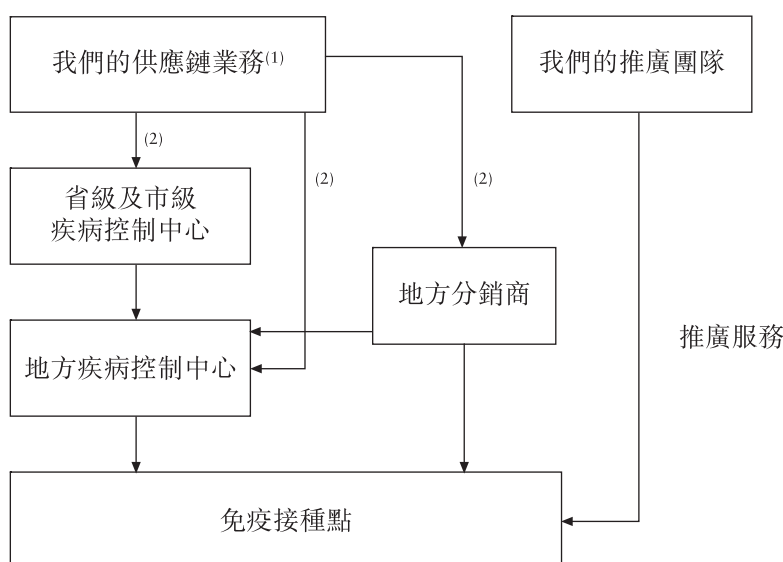 我們的供應鏈業務(1)
我們的推廣團隊
(2)
(2)
(2)
省級及市級
疾病控制中心
地方分銷商
推廣服務
地方疾病控制中心
免疫接種點